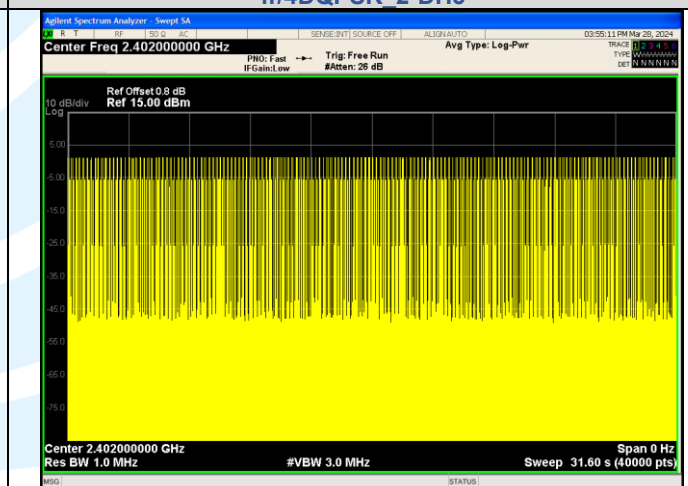 Agilent Spectrum Analyzer - Swept SA
R T RF 50 Ω AC SENSE:INT SOURCE OFF ALIGN AUTO 03:55:11 PM Mar 28, 2024
Center Freq 2.402000000 GHz
PNO: Fast
IFGain:Low
Trig: Free Run
#Atten: 26 dB
Avg Type: Log-Pwr
TRACE 1 2 3 4 5 6
TYPE
DET N N N N N N
Ref Offset 0.8 dB
10 dB/div Ref 15.00 dBm
Log
5.00
-5.00
-15.0
-25.0
-35.0
-45.0
-55.0
-65.0
-75.0
Center 2.402000000 GHz Span 0 Hz
Res BW 1.0 MHz #VBW 3.0 MHz Sweep 31.60 s (40000 pts)
MSG STATUS